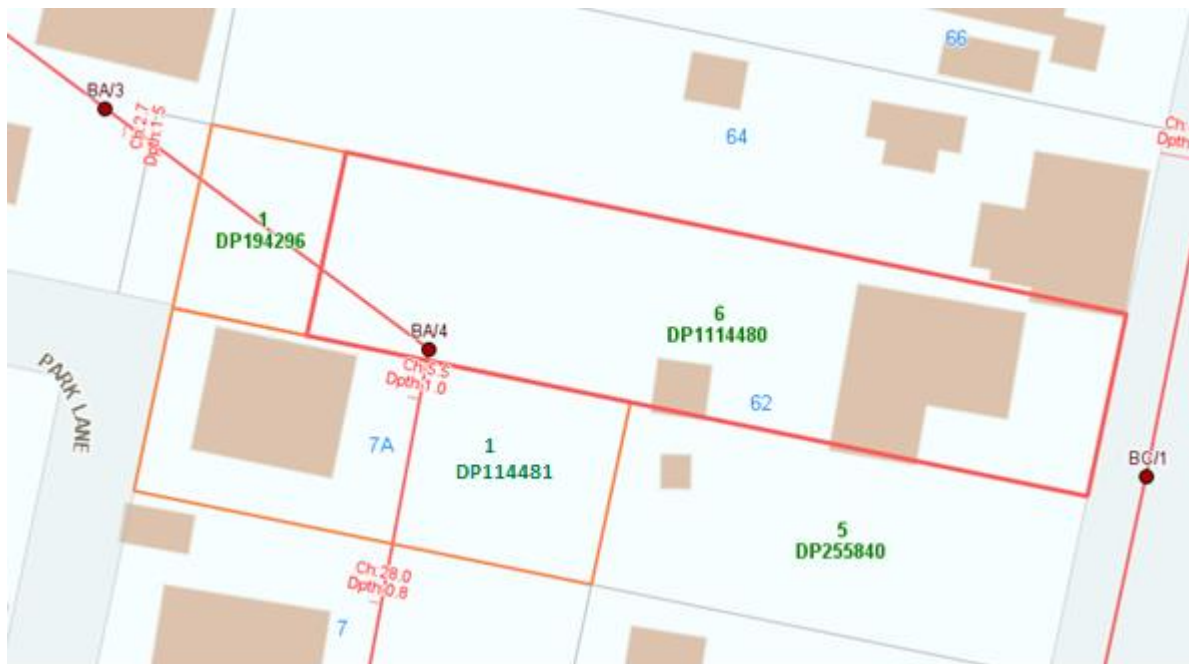 66
BA/3
Ch:2.7
Dpth:1.5
64
Ch:
Dpth
1
DP194296
6
DP1114480
BA/4
Ch:5.5
Dpth:1.0
PARK LANE
62
7A
1
DP114481
BC/1
5
DP255840
Ch:28.0
Dpth:0.8
7